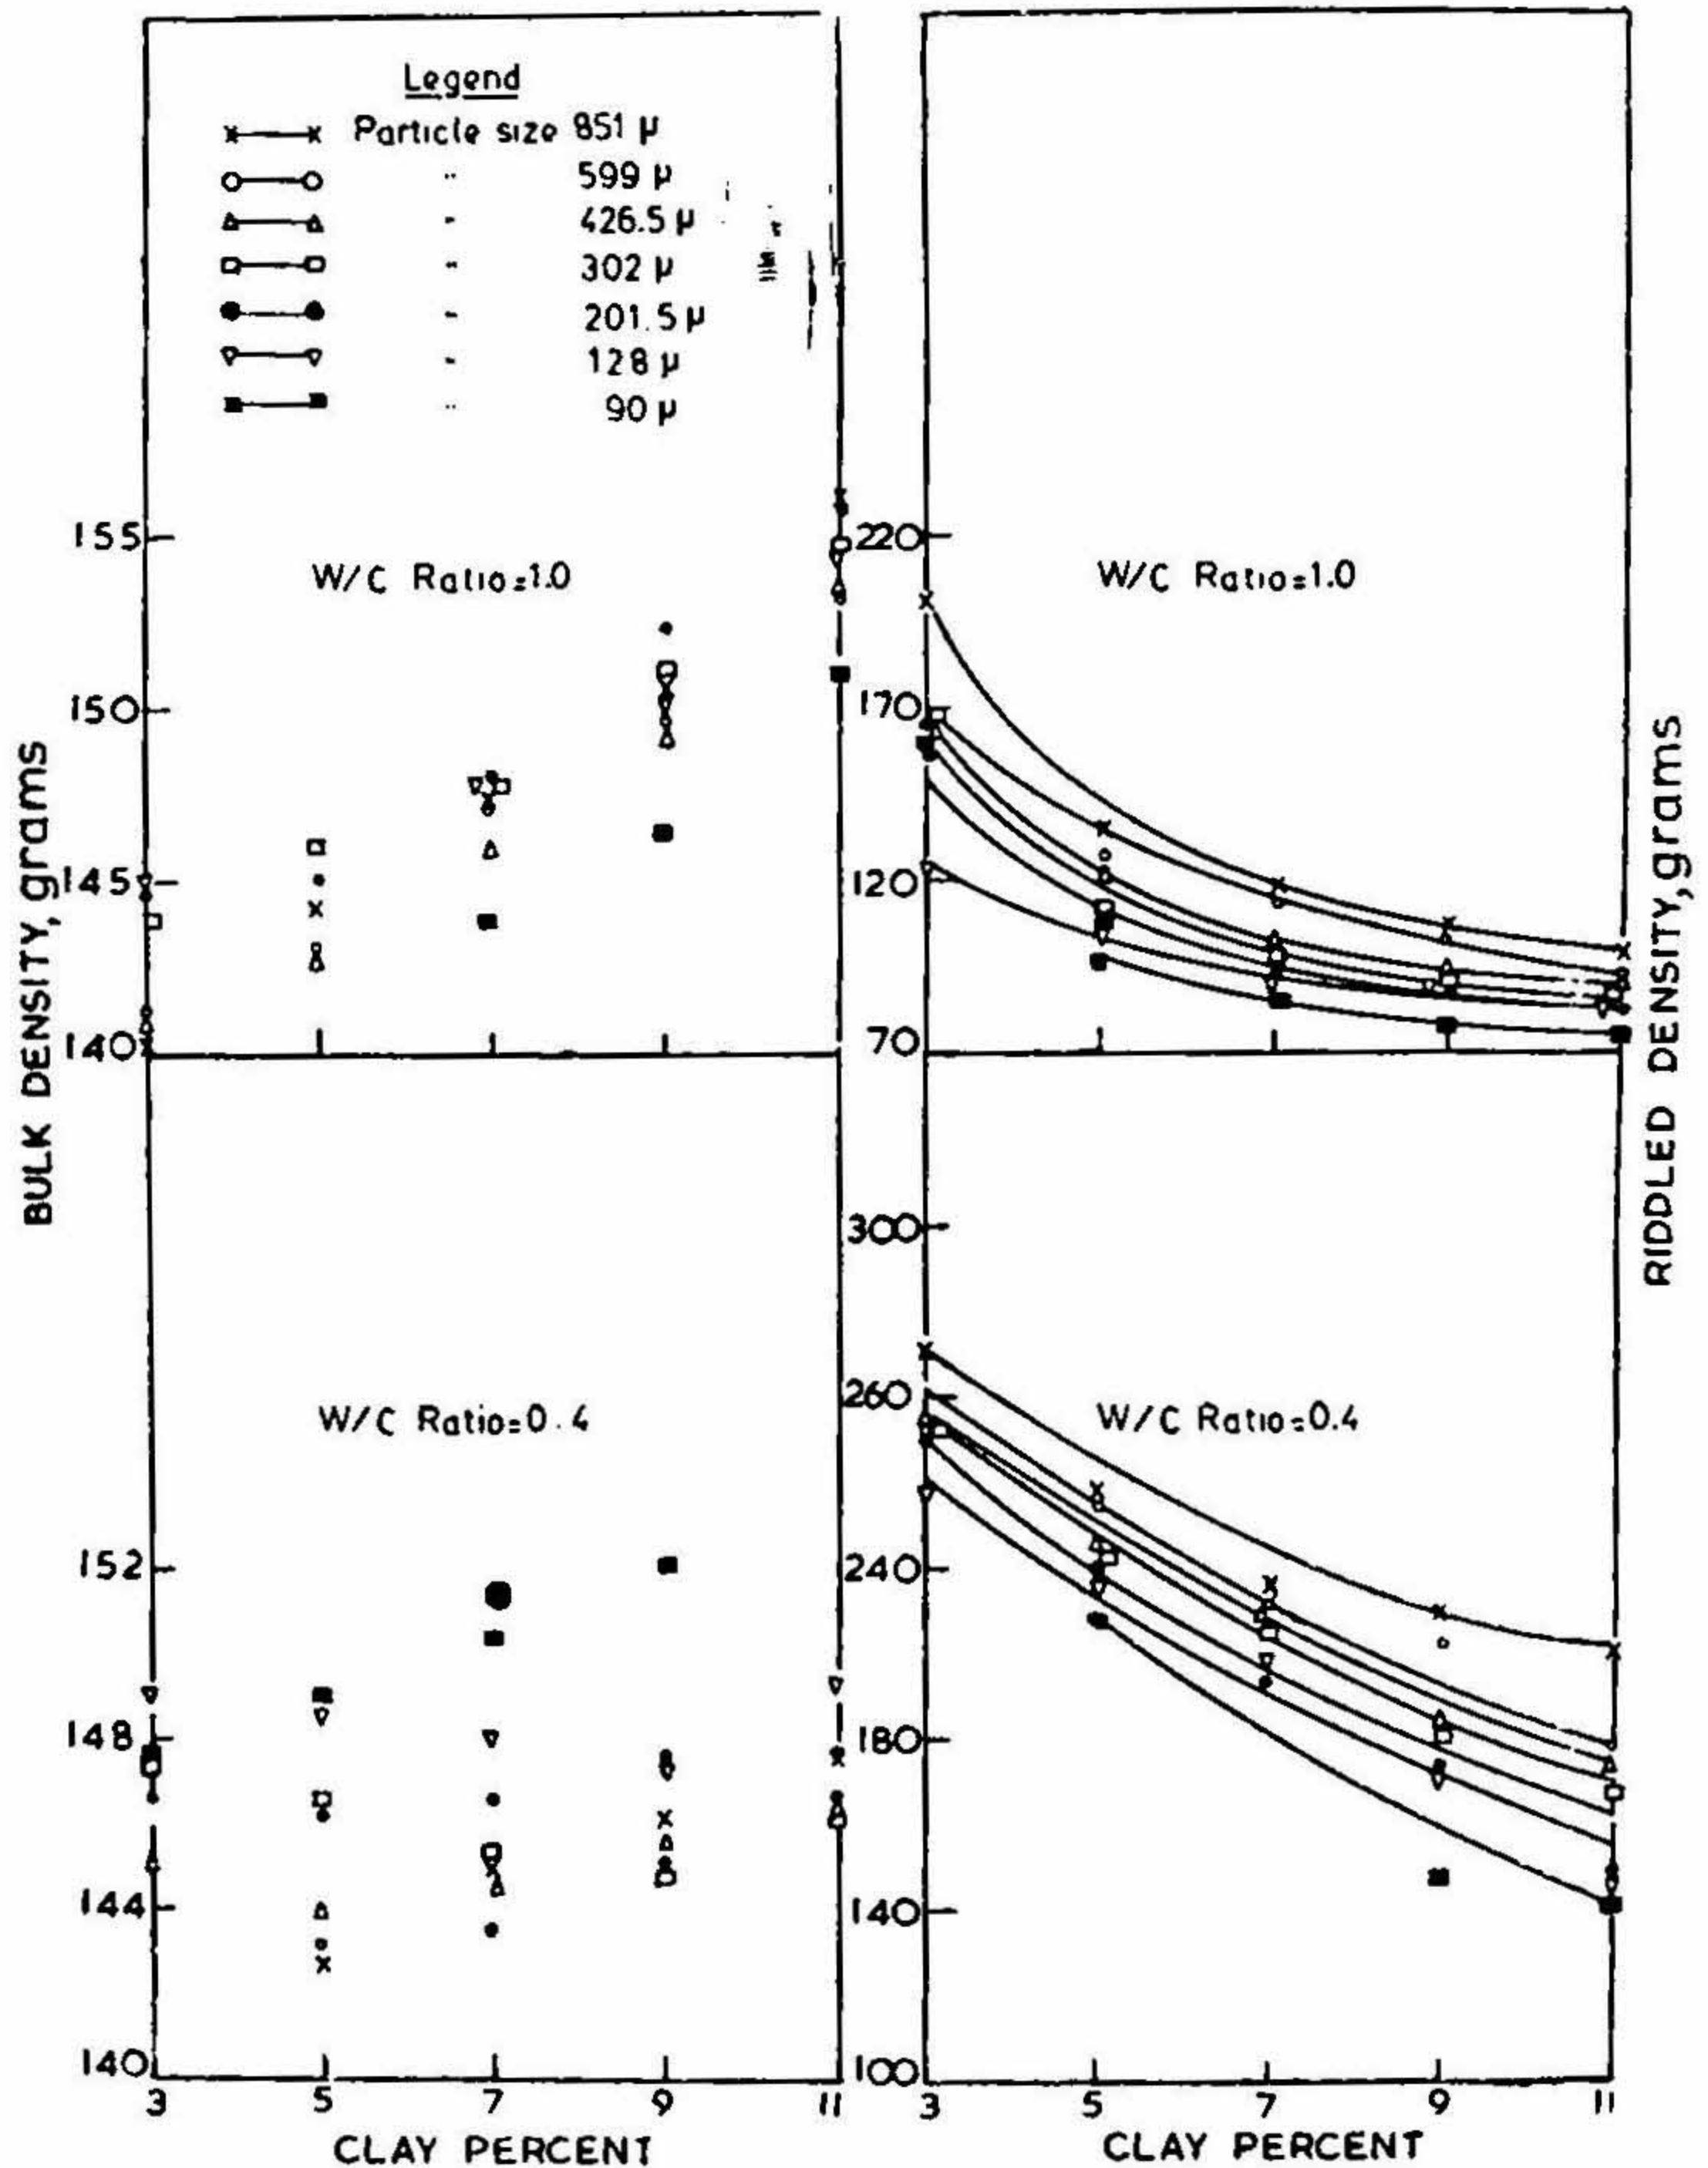 Legend
Particle size 851 μ
" 599 μ
" 426.5 μ
" 302 μ
" 201.5 μ
" 128 μ
" 90 μ
155
150
145
140
W/C Ratio=1.0
BULK DENSITY, grams
220
170
120
70
W/C Ratio=1.0
RIDDLED DENSITY, grams
152
148
144
140
W/C Ratio=0.4
3 5 7 9 11
CLAY PERCENT
300
260
240
180
140
100
W/C Ratio=0.4
3 5 7 9 11
CLAY PERCENT